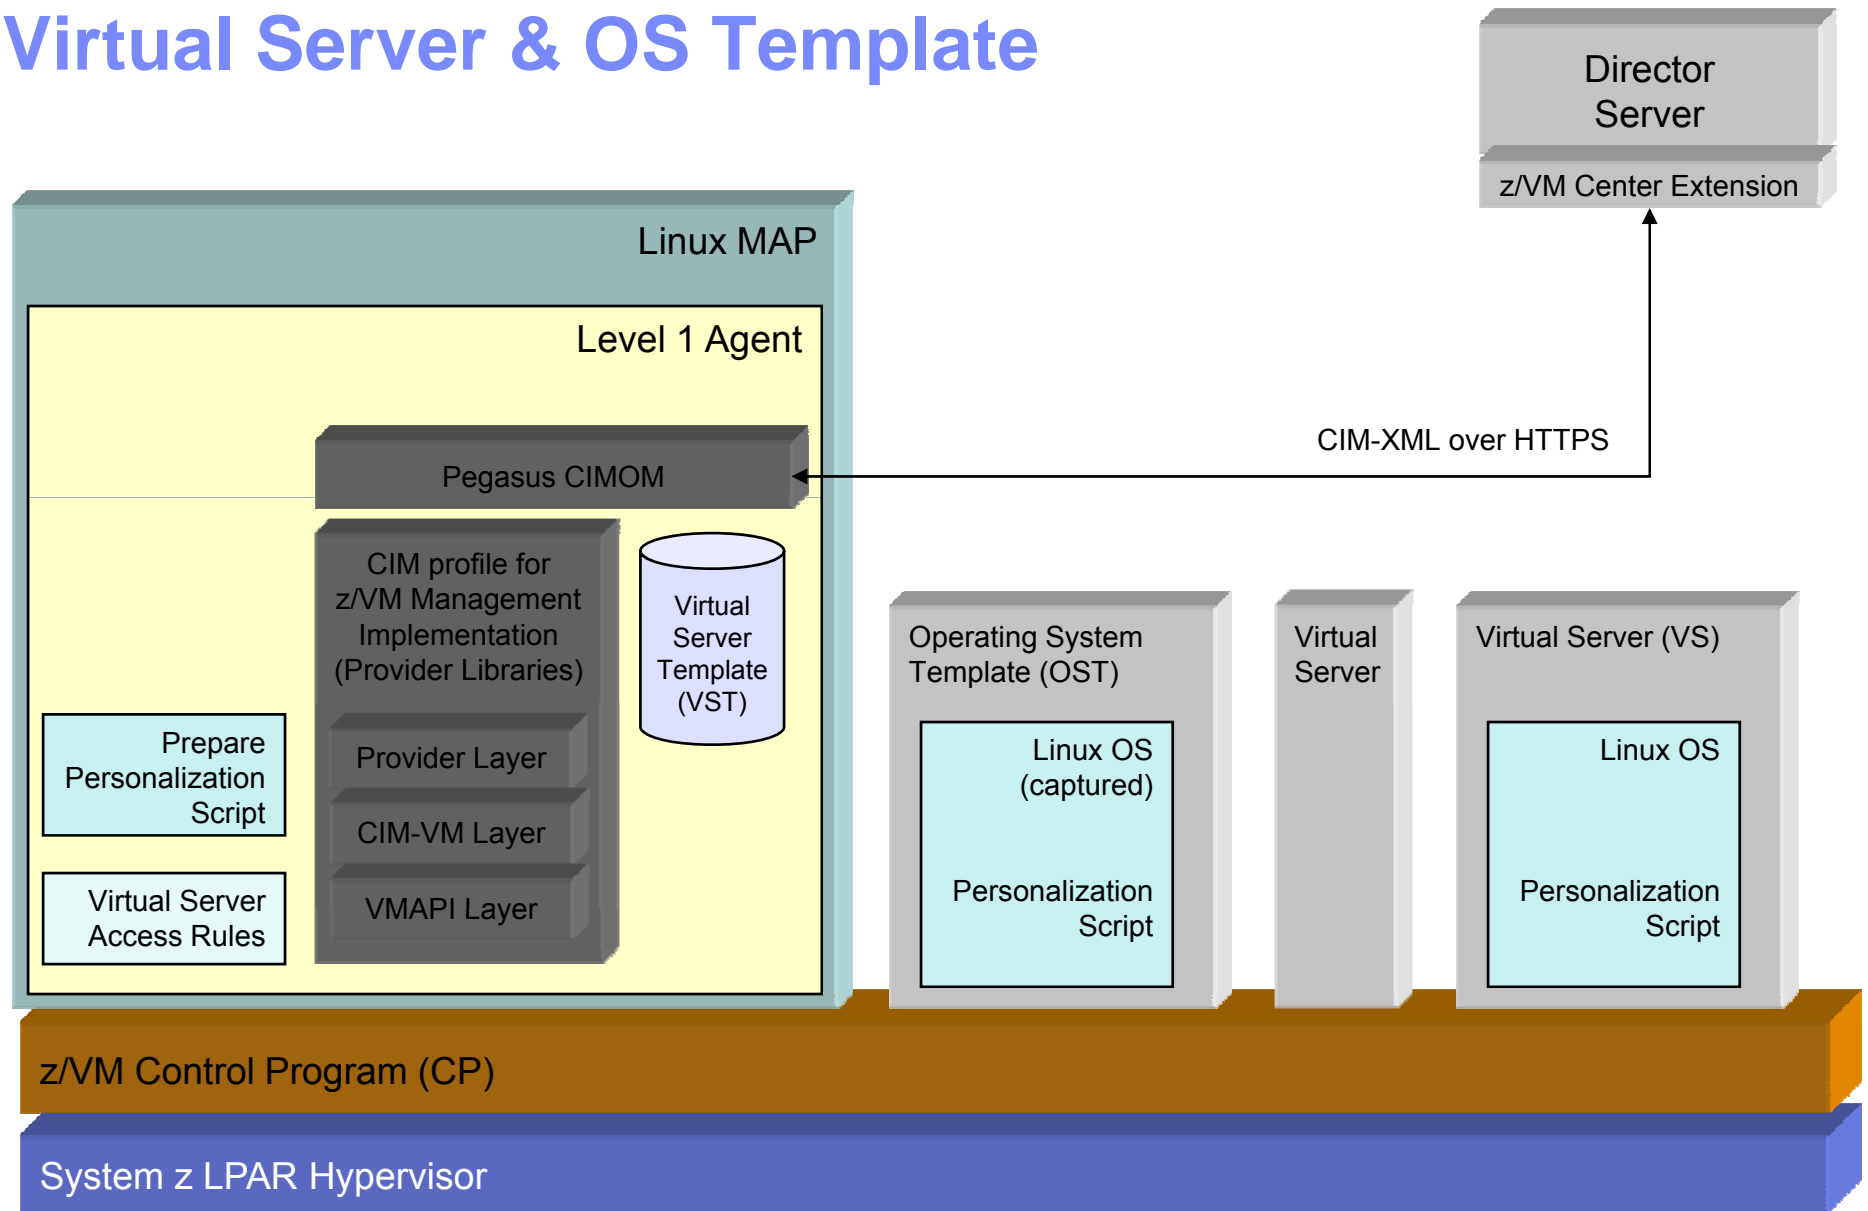 Virtual Server & OS Template
Director
Server
z/VM Center Extension
Linux MAP
Level 1 Agent
CIM-XML over HTTPS
Pegasus CIMOM
CIM profile for
z/VM Management
Implementation
(Provider Libraries)
Provider Layer
CIM-VM Layer
VMAPI Layer
Virtual
Server
Template
(VST)
Prepare
Personalization
Script
Virtual Server
Access Rules
Operating System
Template (OST)
Linux OS
(captured)
Personalization
Script
Virtual
Server
Virtual Server (VS)
Linux OS
Personalization
Script
z/VM Control Program (CP)
System z LPAR Hypervisor